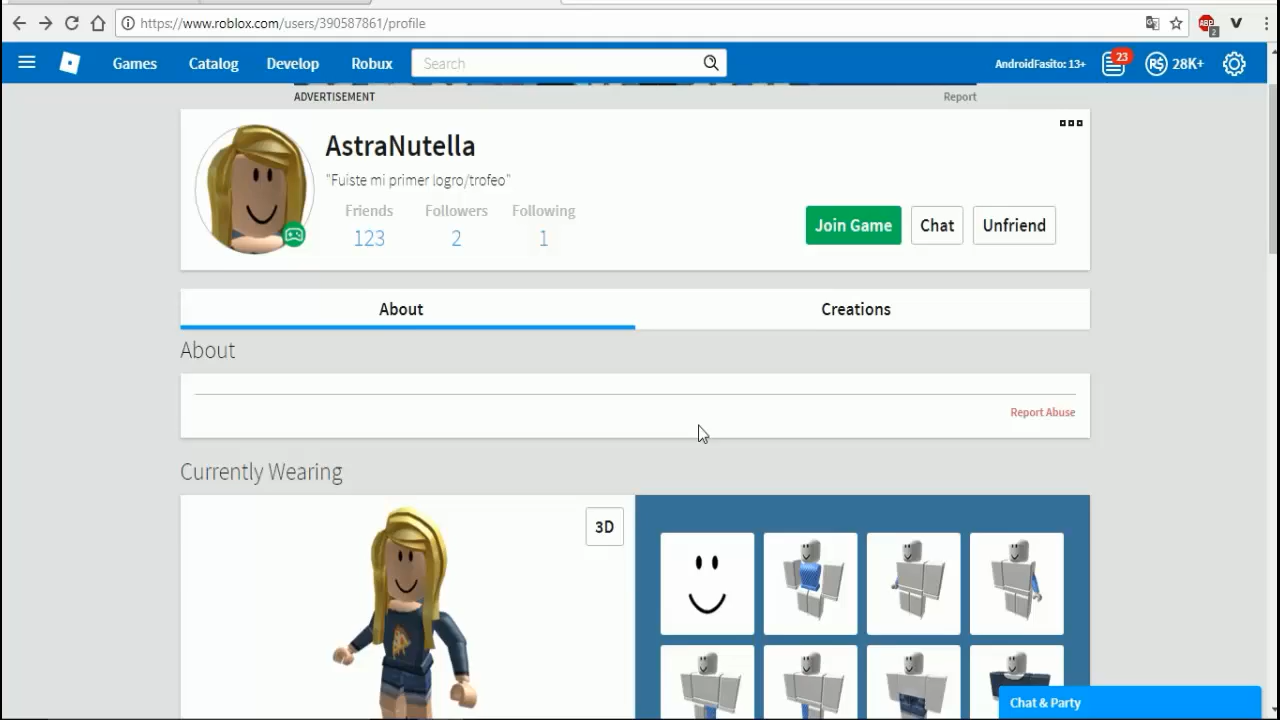 https://www.roblox.com/users/390587861/profile
ABP
2
Games Catalog Develop Robux Search AndroidFasito: 13+ 23 R$ 28K+
ADVERTISEMENT Report
AstraNutella
"Fuiste mi primer logro/trofeo"
Friends Followers Following
123 2 1
Join Game Chat Unfriend
About Creations
About
Report Abuse
Currently Wearing
3D
Chat & Party